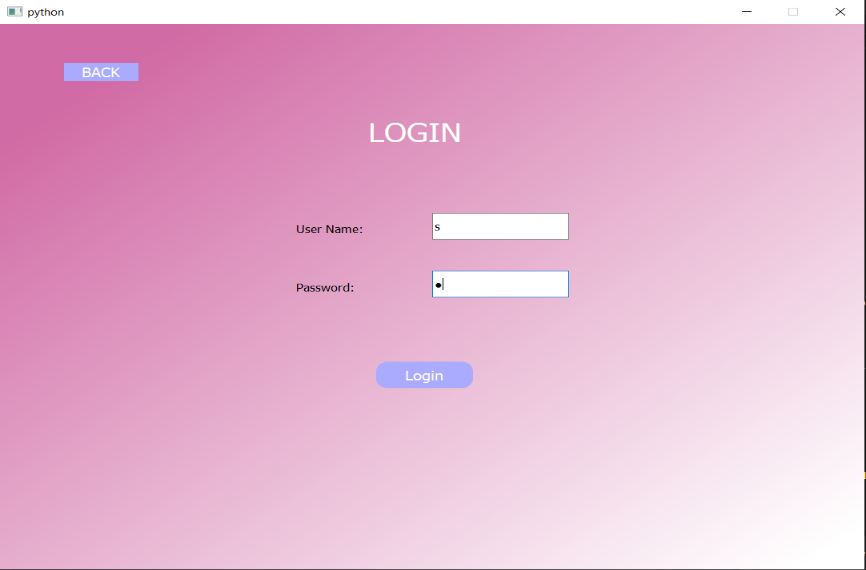 python
BACK
LOGIN
User Name:
s
Password:
●
Login